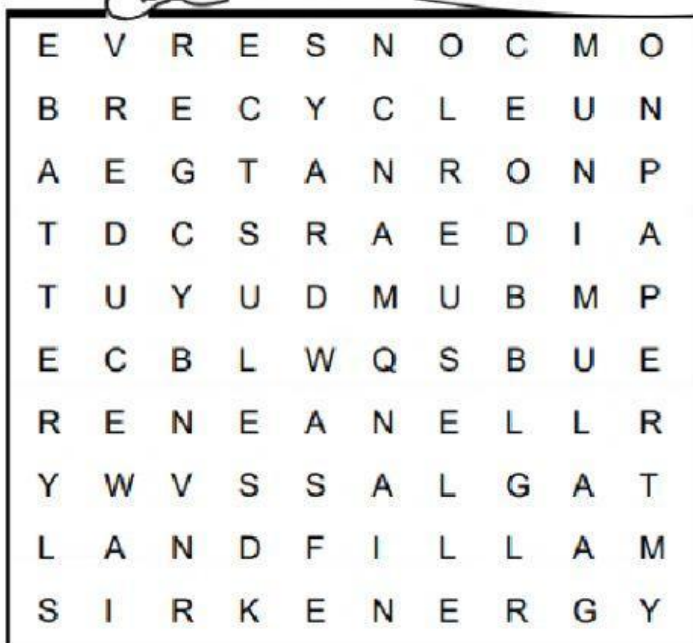 E V R E S N O C M O
B R E C Y C L E U N
A E G T A N R O N P
T D C S R A E D I A
T U Y U D M U B M P
E C B L W Q S B U E
R E N E A N E L L R
Y W V S S A L G A T
L A N D F I L L A M
S I R K E N E R G Y